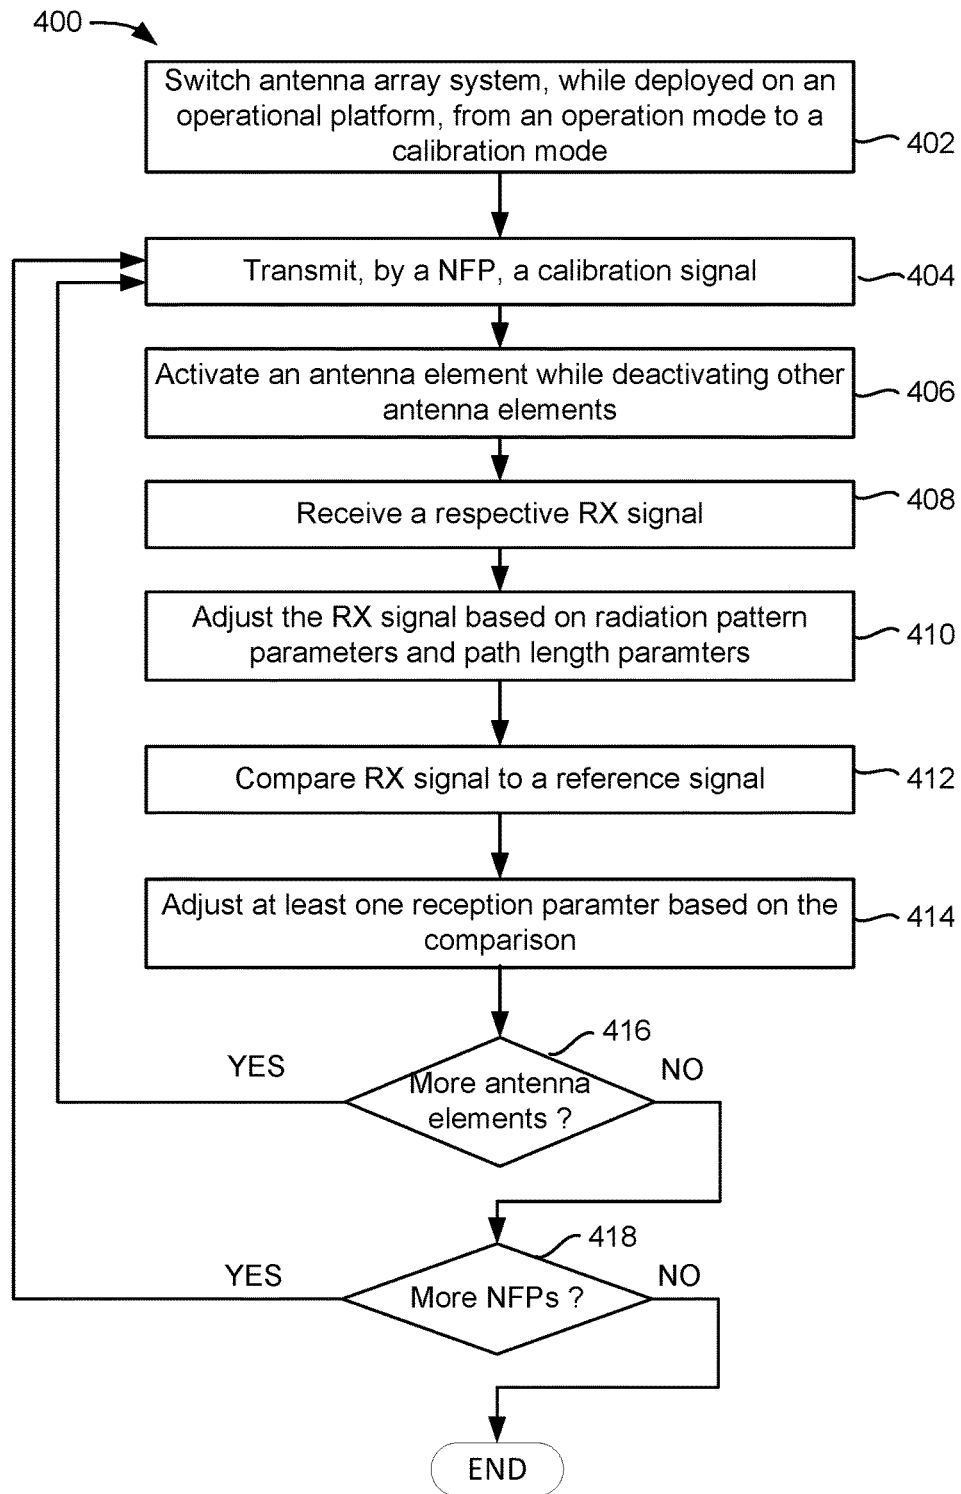 400
Switch antenna array system, while deployed on an
operational platform, from an operation mode to a
calibration mode
402
Transmit, by a NFP, a calibration signal
404
Activate an antenna element while deactivating other
antenna elements
406
Receive a respective RX signal
408
Adjust the RX signal based on radiation pattern
parameters and path length paramters
410
Compare RX signal to a reference signal
412
Adjust at least one reception paramter based on the
comparison
414
416
YES
NO
More antenna
elements ?
418
YES
NO
More NFPs ?
END